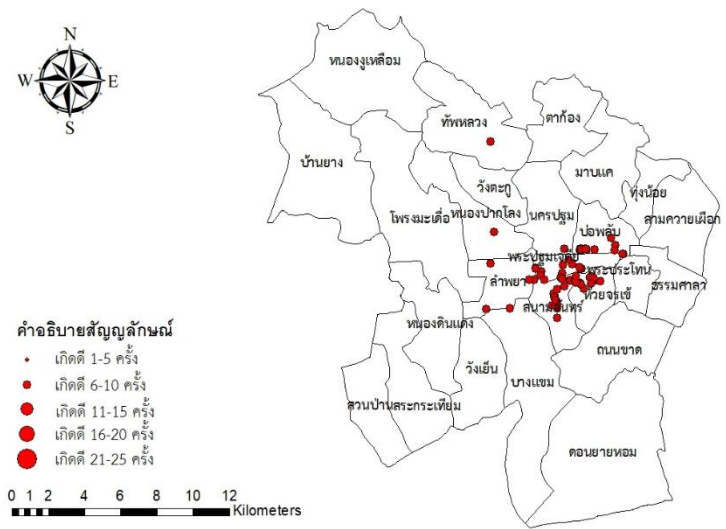 N
W E
S
หนองงูเหลือม
ทัพหลวง
ตาก้อง
บ้านยาง
วังตะกู
มาบแค
ทุ่งน้อย
โพรงมะเดื่อ
หนองปากโลง
นครปฐม
สามควายเผือก
บ่อพลับ
พระปฐมเจดีย์
พระประโทน
ลำพยา
ห้วยจรเข้
ธรรมศาลา
สนามจันทร์
หนองดินแดง
ถนนขาด
วังเย็น
บางแขม
สวนป่าน
สระกระเทียม
ดอนยายหอม
คำอธิบายสัญญลักษณ์
เกิดดี 1-5 ครั้ง
เกิดดี 6-10 ครั้ง
เกิดดี 11-15 ครั้ง
เกิดดี 16-20 ครั้ง
เกิดดี 21-25 ครั้ง
0 1 2 4 6 8 10 12
Kilometers